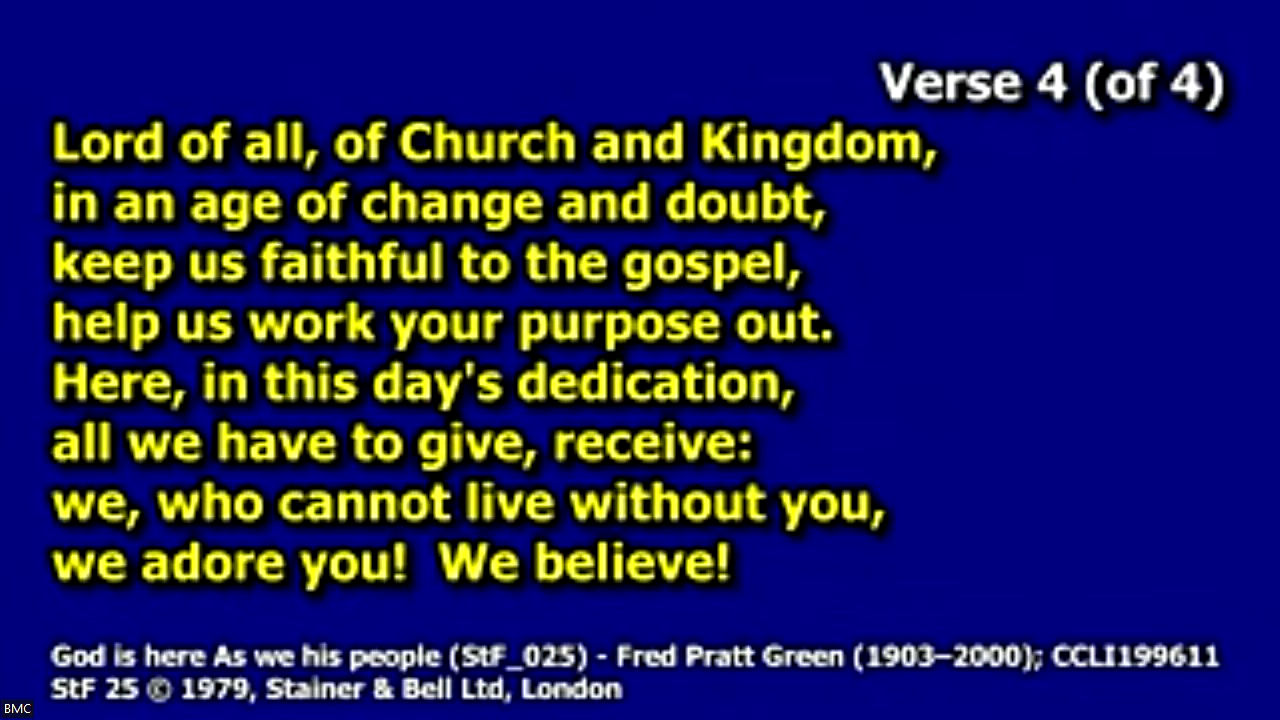 Verse 4 (of 4)
Lord of all, of Church and Kingdom,
in an age of change and doubt,
keep us faithful to the gospel,
help us work your purpose out.
Here, in this day's dedication,
all we have to give, receive:
we, who cannot live without you,
we adore you!  We believe!
God is here As we his people (StF_025) - Fred Pratt Green (1903–2000); CCLI199611
StF 25 © 1979, Stainer & Bell Ltd, London
BMC